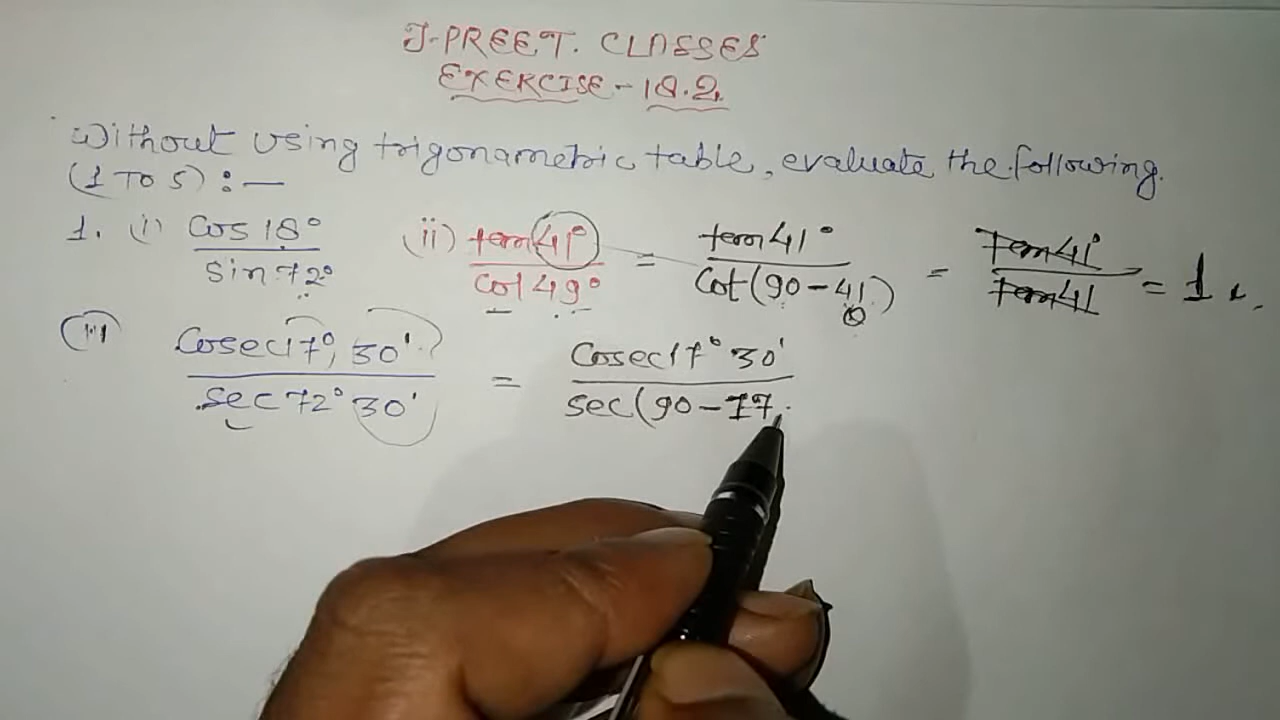 J-PREET. CLASSES
EXERCISE - 18.2
Without using trigonametric table, evaluate the following.
(1 TO 5) : —
1. (i) Cos 18° / Sin 72° (ii) tan 41° / Cot 49° = tan 41° / Cot (90 - 41) = Tan 41° / Tan 41 = 1
(iii) Cosec 17°, 30' / sec 72° 30' = Cosec 17° 30' / sec (90 - 17